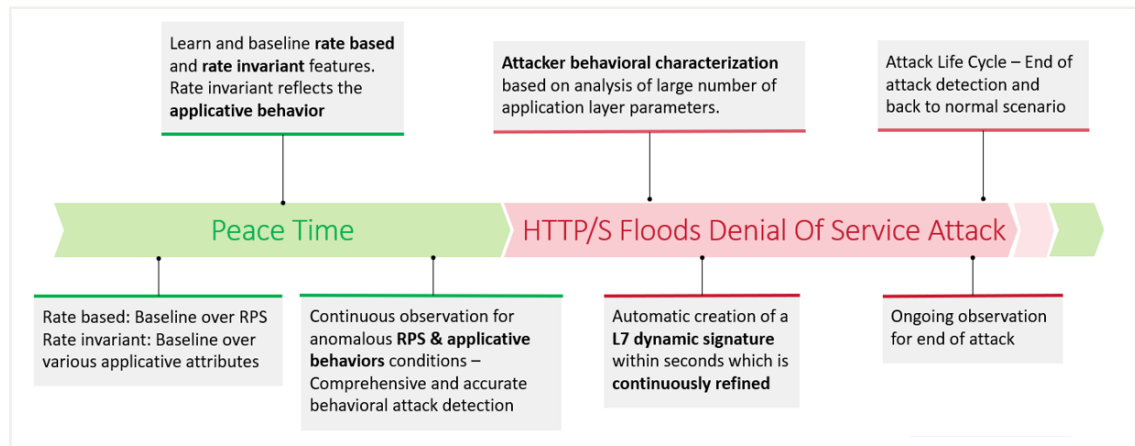 Learn and baseline rate based
and rate invariant features.
Rate invariant reflects the
applicative behavior
Attacker behavioral characterization
based on analysis of large number of
application layer parameters.
Attack Life Cycle – End of
attack detection and
back to normal scenario
Peace Time
HTTP/S Floods Denial Of Service Attack
Rate based: Baseline over RPS
Rate invariant: Baseline over
various applicative attributes
Continuous observation for
anomalous RPS & applicative
behaviors conditions –
Comprehensive and accurate
behavioral attack detection
Automatic creation of a
L7 dynamic signature
within seconds which is
continuously refined
Ongoing observation
for end of attack